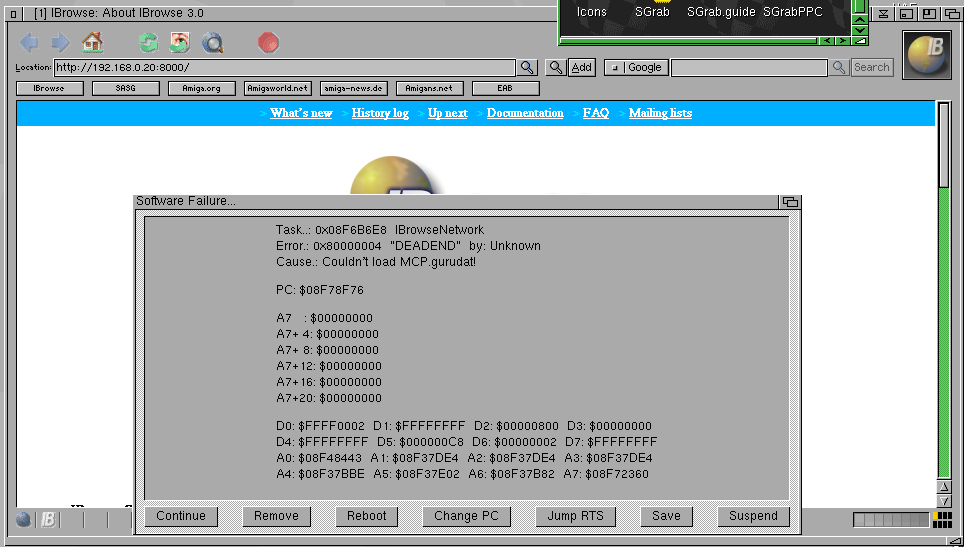 Icons SGrab SGrab.guide SGrabPPC
[1] IBrowse: About IBrowse 3.0
Location: http://192.168.0.20:8000/ Add Google Search
IBrowse SASG Amiga.org Amigaworld.net amiga-news.de Amigans.net EAB
> What's new > History log > Up next > Documentation > FAQ > Mailing lists
Software Failure...
Task..: 0x08F6B6E8 IBrowseNetwork
Error.: 0x80000004 "DEADEND" by: Unknown
Cause.: Couldn't load MCP.gurudat!
PC: $08F78F76
A7 : $00000000
A7+ 4: $00000000
A7+ 8: $00000000
A7+12: $00000000
A7+16: $00000000
A7+20: $00000000
D0: $FFFF0002 D1: $FFFFFFFF D2: $00000800 D3: $00000000
D4: $FFFFFFFF D5: $000000C8 D6: $00000002 D7: $FFFFFFFF
A0: $08F48443 A1: $08F37DE4 A2: $08F37DE4 A3: $08F37DE4
A4: $08F37BBE A5: $08F37E02 A6: $08F37B82 A7: $08F72360
Continue Remove Reboot Change PC Jump RTS Save Suspend